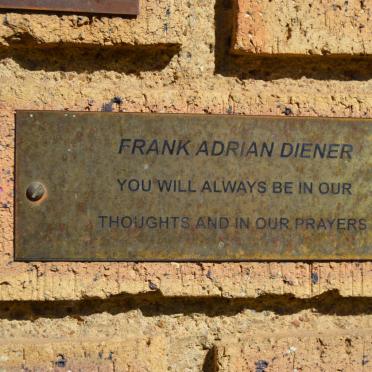 FRANK ADRIAN DIENER
YOU WILL ALWAYS BE IN OUR
THOUGHTS AND IN OUR PRAYERS